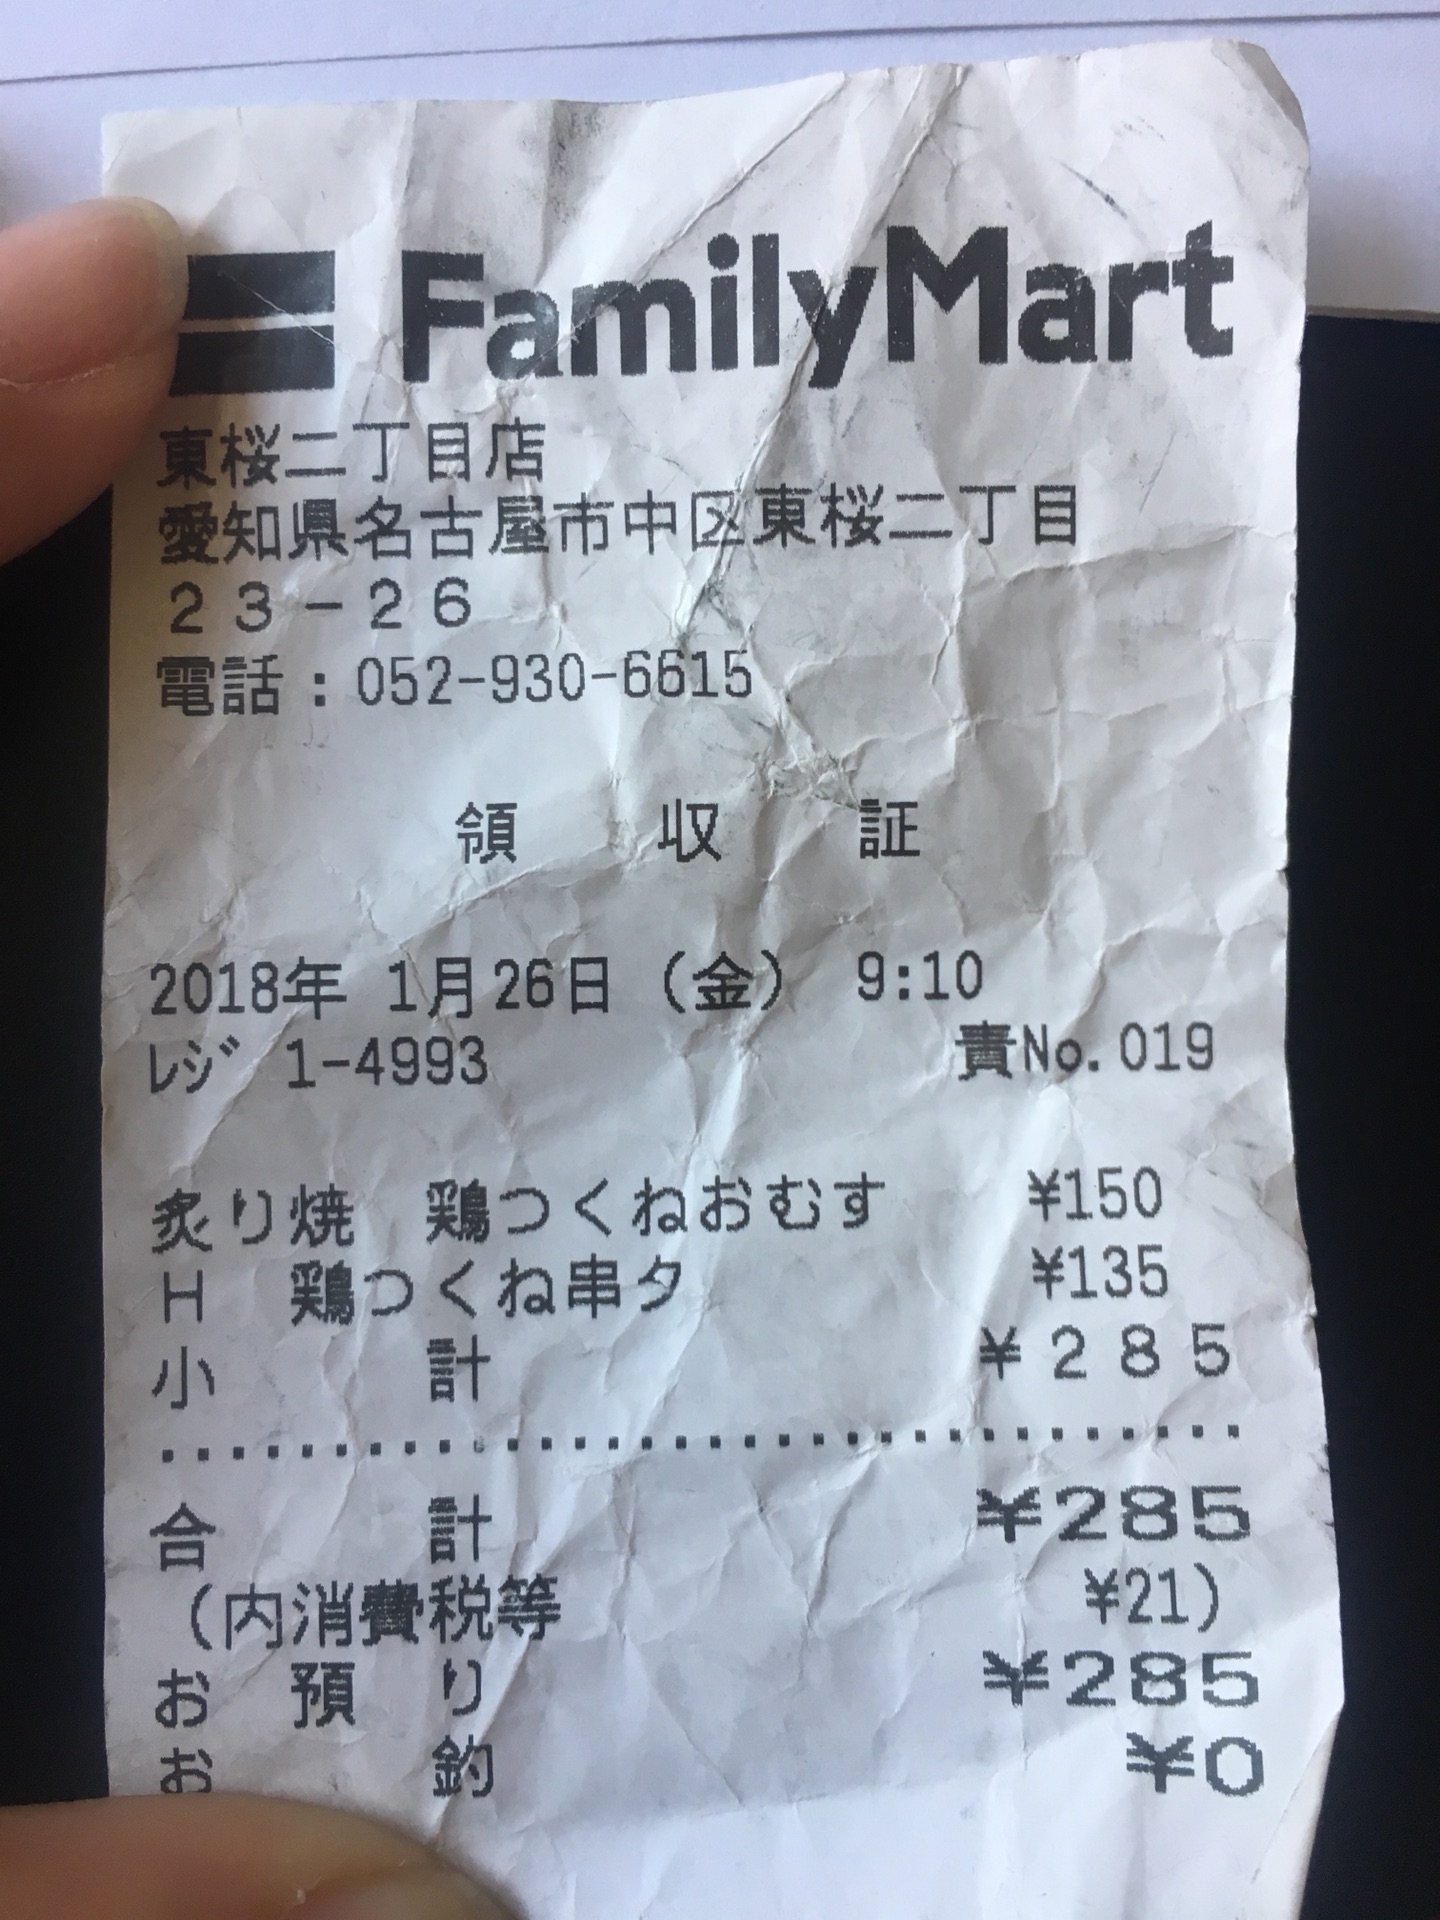 FamilyMart
東桜二丁目店
愛知県名古屋市中区東桜二丁目
23-26
電話:052-930-6615
領 収 証
2018年 1月26日 (金) 9:10
レジ 1-4993 責No.019
炙り焼 鶏つくねおむす ¥150
H 鶏つくね串タ ¥135
小 計 ¥285
合 計 ¥285
(内消費税等 ¥21)
お 預 り ¥285
お 釣 ¥0